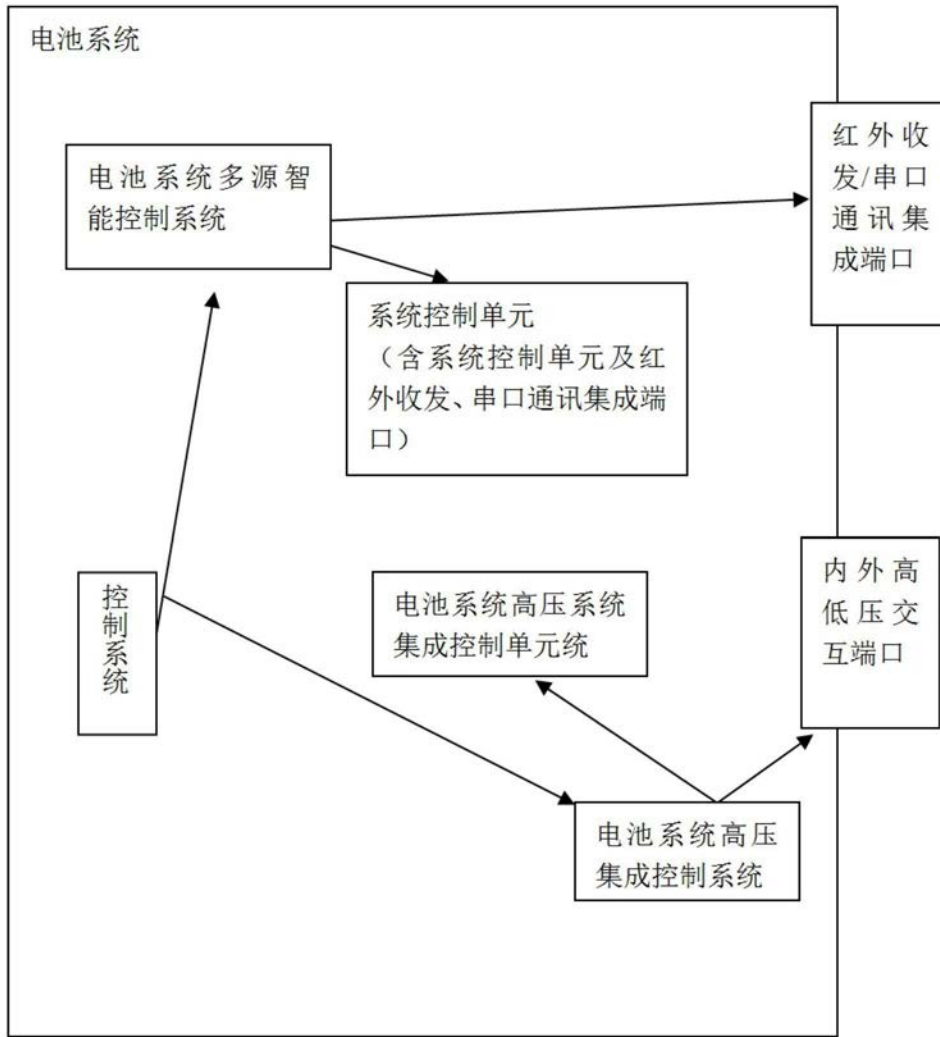 电池系统
电池系统多源智
能控制系统
红外收
发/串口
通讯集
成端口
系统控制单元
（含系统控制单元及红
外收发、串口通讯集成端
口）
控
制
系
统
电池系统高压系统
集成控制单元统
内外高
低压交
互端口
电池系统高压
集成控制系统